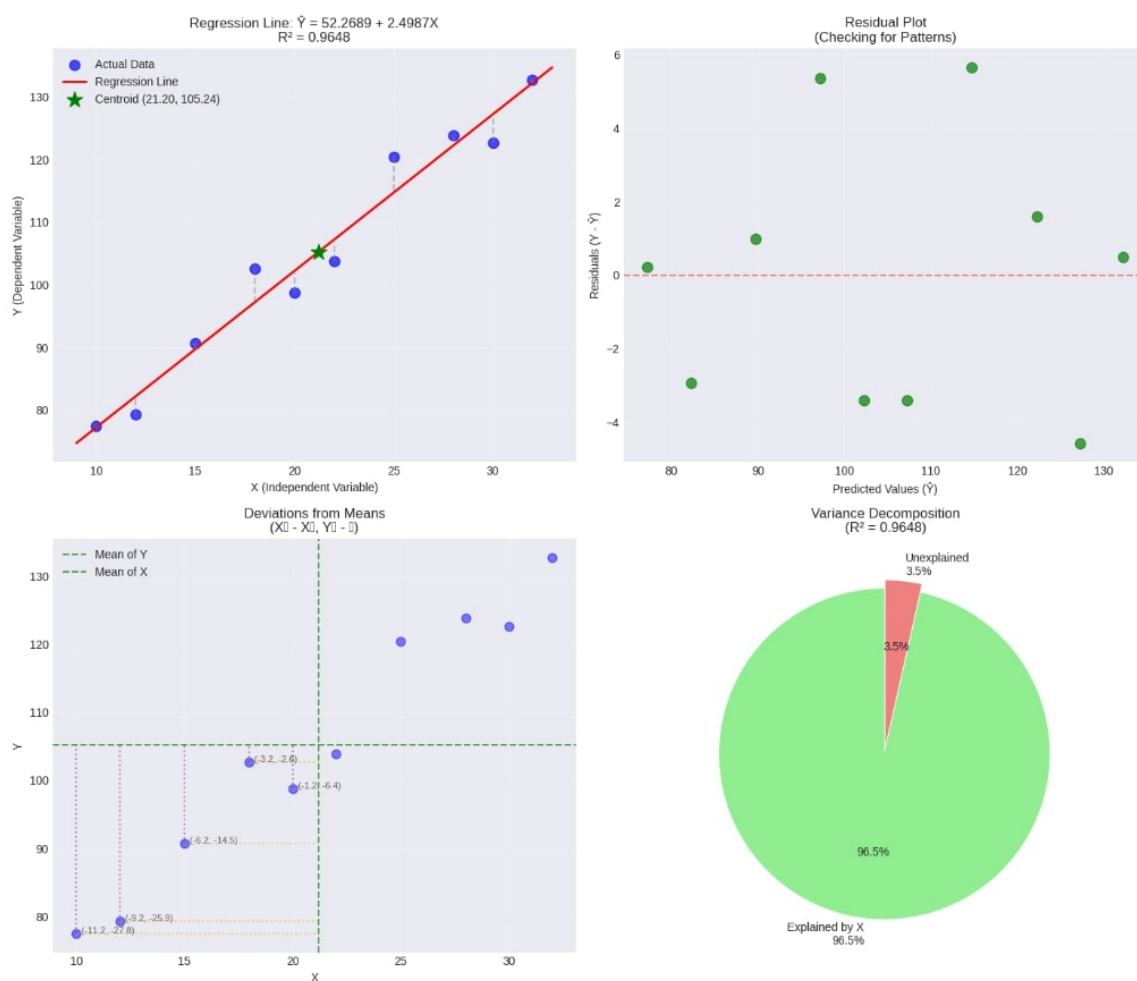 Regression Line: Ŷ = 52.2689 + 2.4987X
R² = 0.9648
Actual Data
Regression Line
Centroid (21.20, 105.24)
Y (Dependent Variable)
130
120
110
100
90
80
10 15 20 25 30
X (Independent Variable)
Residual Plot
(Checking for Patterns)
Residuals (Y - Ŷ)
6
4
2
0
−2
−4
80 90 100 110 120 130
Predicted Values (Ŷ)
Deviations from Means
(X▯ - X▯, Y▯ - ▯)
Mean of Y
Mean of X
Y
130
120
110
100
90
80
(-3.2, -2.6)
(-1.2, -6.4)
(-6.2, -14.5)
(-9.2, -25.9)
(-11.2, -27.8)
10 15 20 25 30
X
Variance Decomposition
(R² = 0.9648)
Unexplained
3.5%
3.5%
96.5%
Explained by X
96.5%